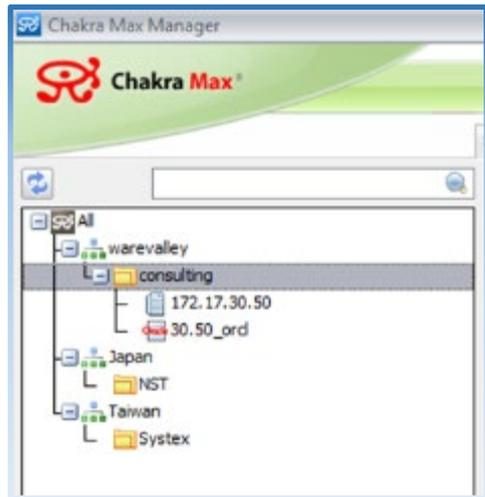 Chakra Max Manager
Chakra Max®
All
warevalley
consulting
172.17.30.50
30.50_orcl
Japan
NST
Taiwan
Systex